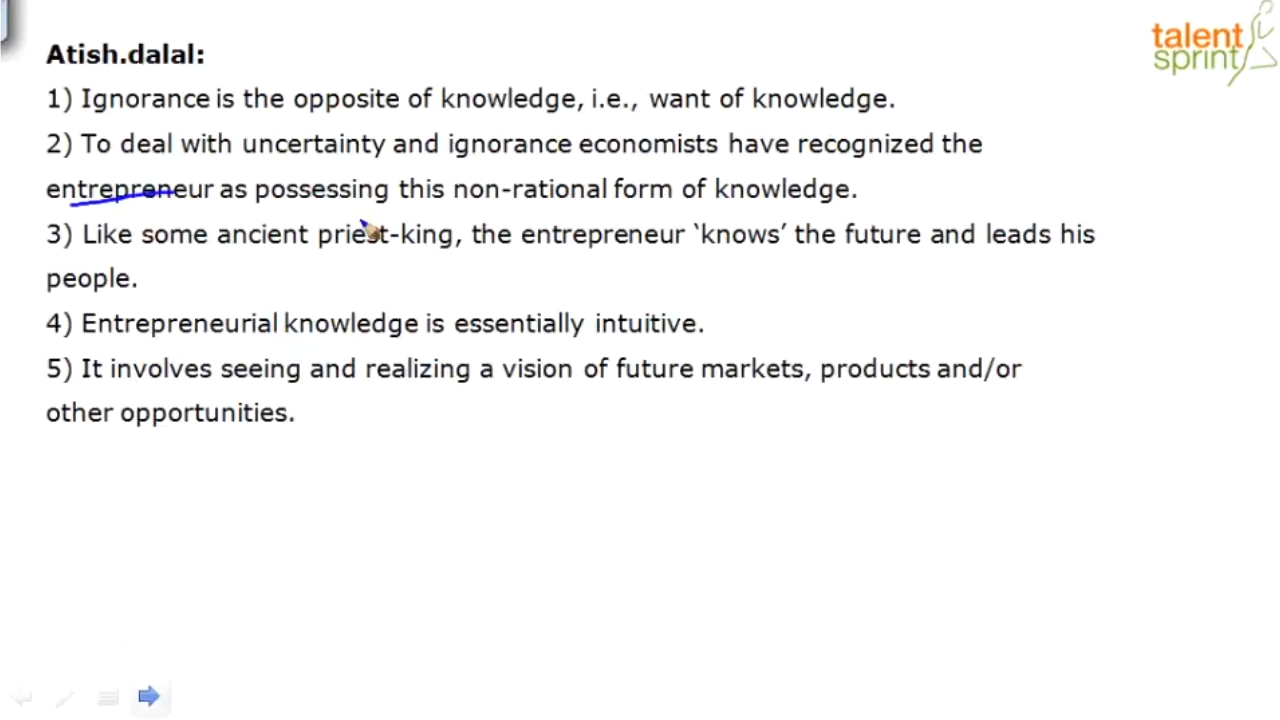 talent
sprint
Atish.dalal:
1) Ignorance is the opposite of knowledge, i.e., want of knowledge.
2) To deal with uncertainty and ignorance economists have recognized the
entrepreneur as possessing this non-rational form of knowledge.
3) Like some ancient priest-king, the entrepreneur ‘knows’ the future and leads his
people.
4) Entrepreneurial knowledge is essentially intuitive.
5) It involves seeing and realizing a vision of future markets, products and/or
other opportunities.